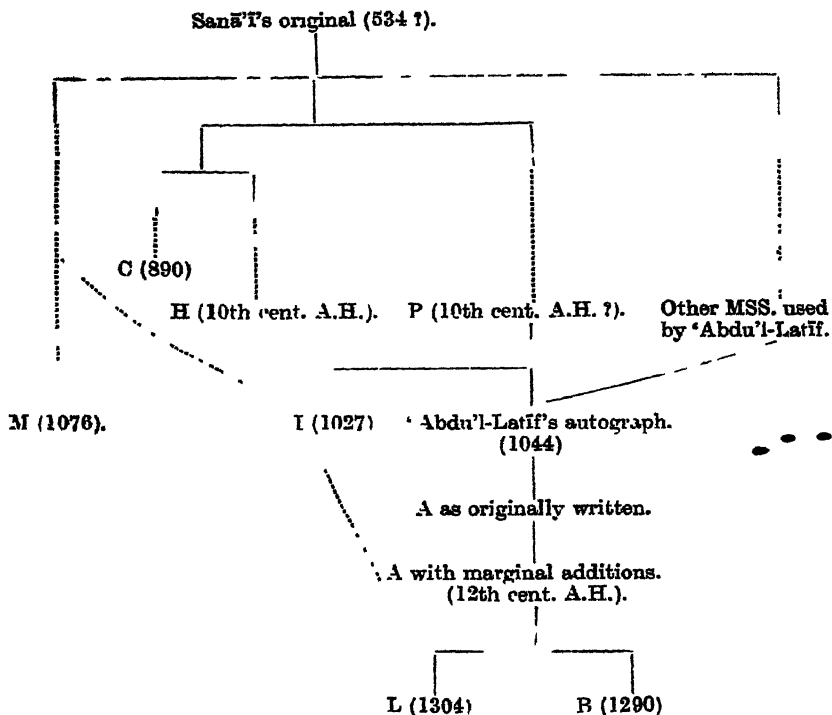 Sanā'ī's original (534 ?).
C (890)
H (10th cent. A.H.). P (10th cent. A.H. ?). Other MSS. used
by ‘Abdu'l-Latīf.
M (1076). I (1027) ‘Abdu'l-Latīf's autograph.
(1044)
A as originally written.
A with marginal additions.
(12th cent. A.H.).
L (1304) B (1290)